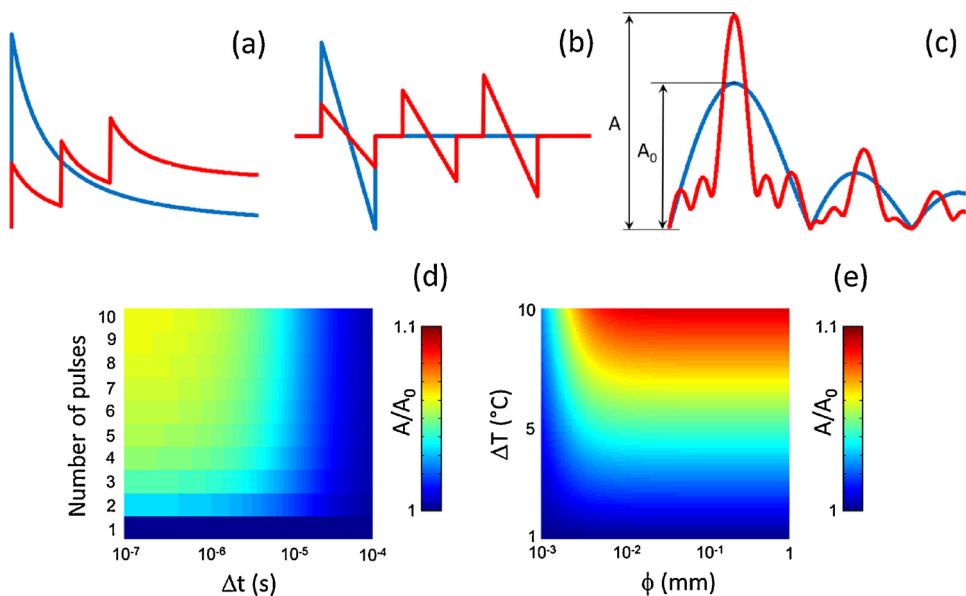 (a)
(b)
(c)
A
A₀
(d)
Number of pulses
10
9
8
7
6
5
4
3
2
1
10⁻⁷
10⁻⁶
10⁻⁵
10⁻⁴
Δt (s)
1.1
A/A₀
1
(e)
ΔT (°C)
10
5
1
10⁻³
10⁻²
10⁻¹
1
ϕ (mm)
1.1
A/A₀
1